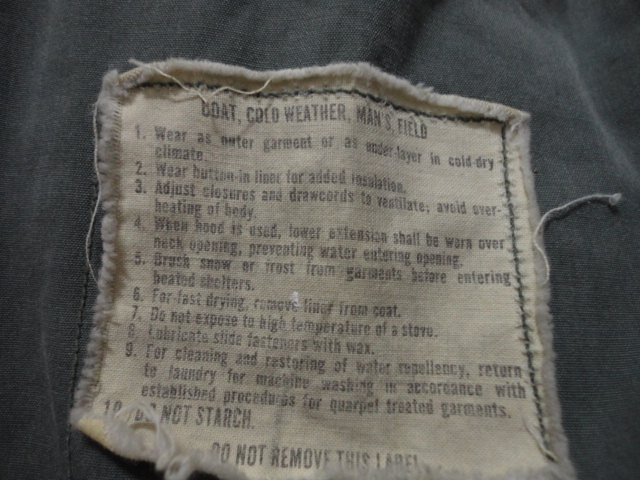 COAT, COLD WEATHER, MAN'S, FIELD
1. Wear as outer garment or as under-layer in cold-dry
climate.
2. Wear button-in liner for added insulation.
3. Adjust closures and drawcords to ventilate; avoid over-
heating of body.
4. When hood is used, lower extension shall be worn over
neck opening, preventing water entering opening.
5. Brush snow or frost from garments before entering
heated shelters.
6. For fast drying, remove liner from coat.
7. Do not expose to high temperature of a stove.
8. Lubricate slide fasteners with wax.
9. For cleaning and restoring of water repellency, return
to laundry for machine washing in accordance with
established procedures for quarpel treated garments.
10. DO NOT STARCH.
DO NOT REMOVE THIS LABEL